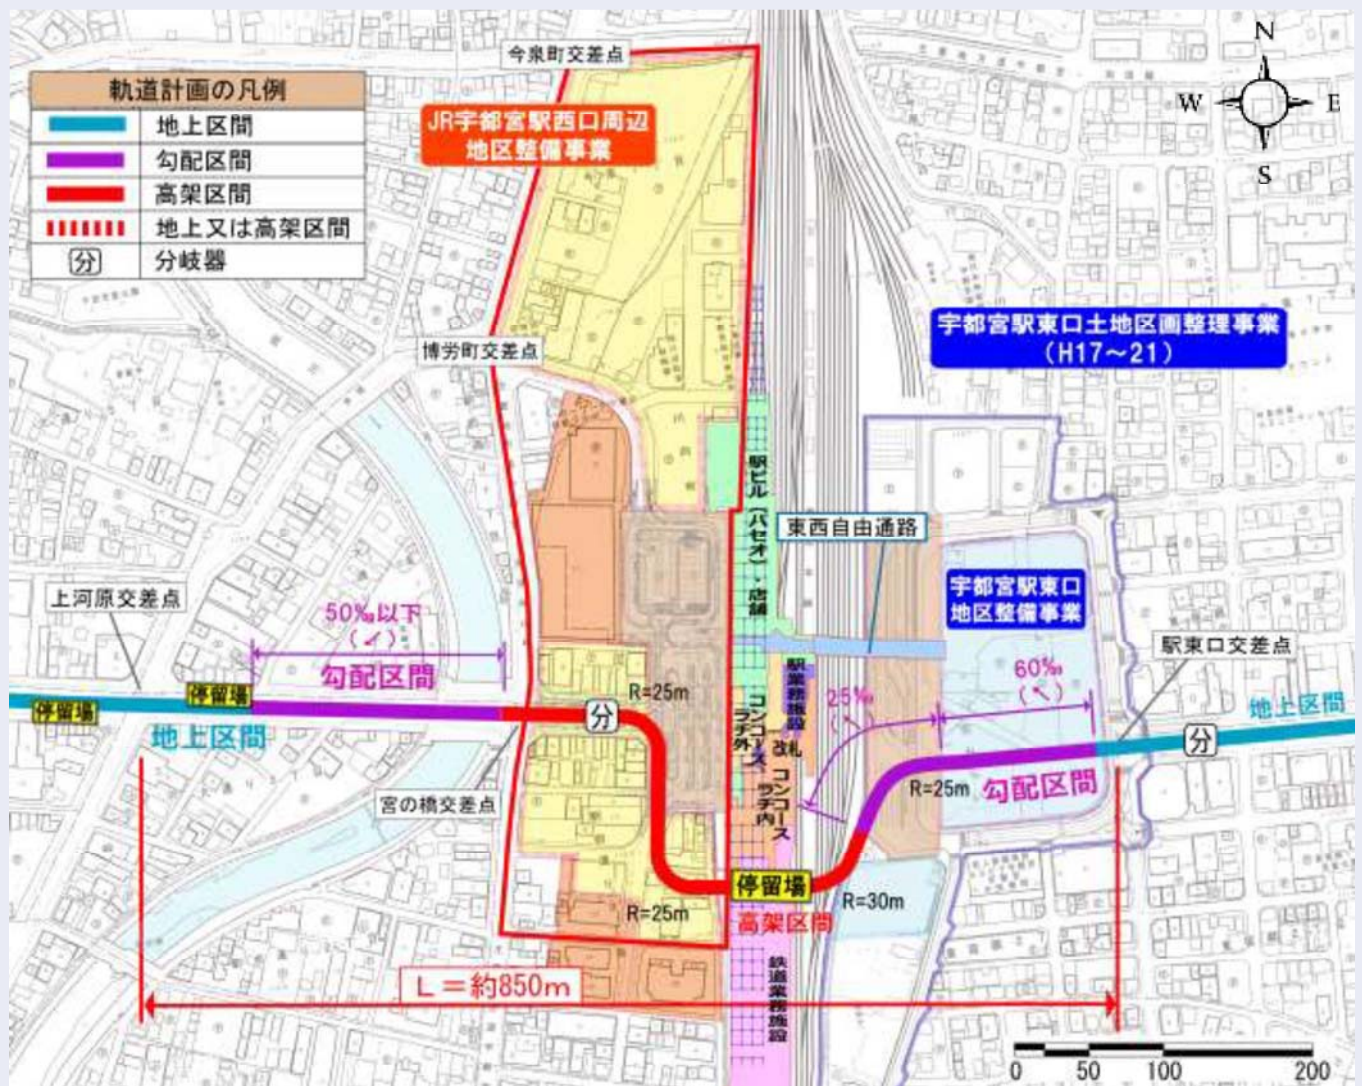 今泉町交差点
N
W
E
S
軌道計画の凡例
地上区間
勾配区間
高架区間
地上又は高架区間
分
分岐器
JR宇都宮駅西口周辺
地区整備事業
宇都宮駅東口土地区画整理事業
(H17~21)
博労町交差点
駅ビル(パセオ)・店舗
東西自由通路
宇都宮駅東口
地区整備事業
上河原交差点
50‰以下
(↙)
勾配区間
駅東口交差点
60‰
(↖)
駅業務施設
25‰
R=25m
停留場
停留場
地上区間
分
コンコース
ラチ外
改札
コンコース
ラチ内
地上区間
分
R=25m
勾配区間
宮の橋交差点
停留場
R=25m
R=30m
高架区間
鉄道業務施設
L=約850m
0
50
100
200